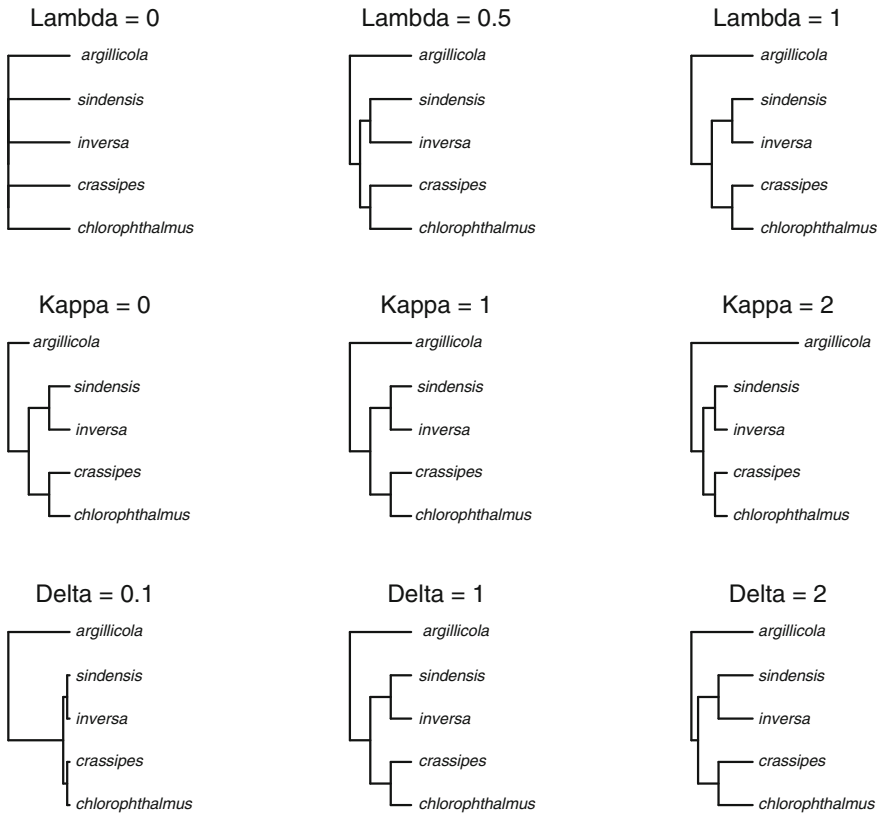 Lambda = 0
Lambda = 0.5
Lambda = 1
argillicola
sindensis
inversa
crassipes
chlorophthalmus
argillicola
sindensis
inversa
crassipes
chlorophthalmus
argillicola
sindensis
inversa
crassipes
chlorophthalmus
Kappa = 0
Kappa = 1
Kappa = 2
argillicola
sindensis
inversa
crassipes
chlorophthalmus
argillicola
sindensis
inversa
crassipes
chlorophthalmus
argillicola
sindensis
inversa
crassipes
chlorophthalmus
Delta = 0.1
Delta = 1
Delta = 2
argillicola
sindensis
inversa
crassipes
chlorophthalmus
argillicola
sindensis
inversa
crassipes
chlorophthalmus
argillicola
sindensis
inversa
crassipes
chlorophthalmus